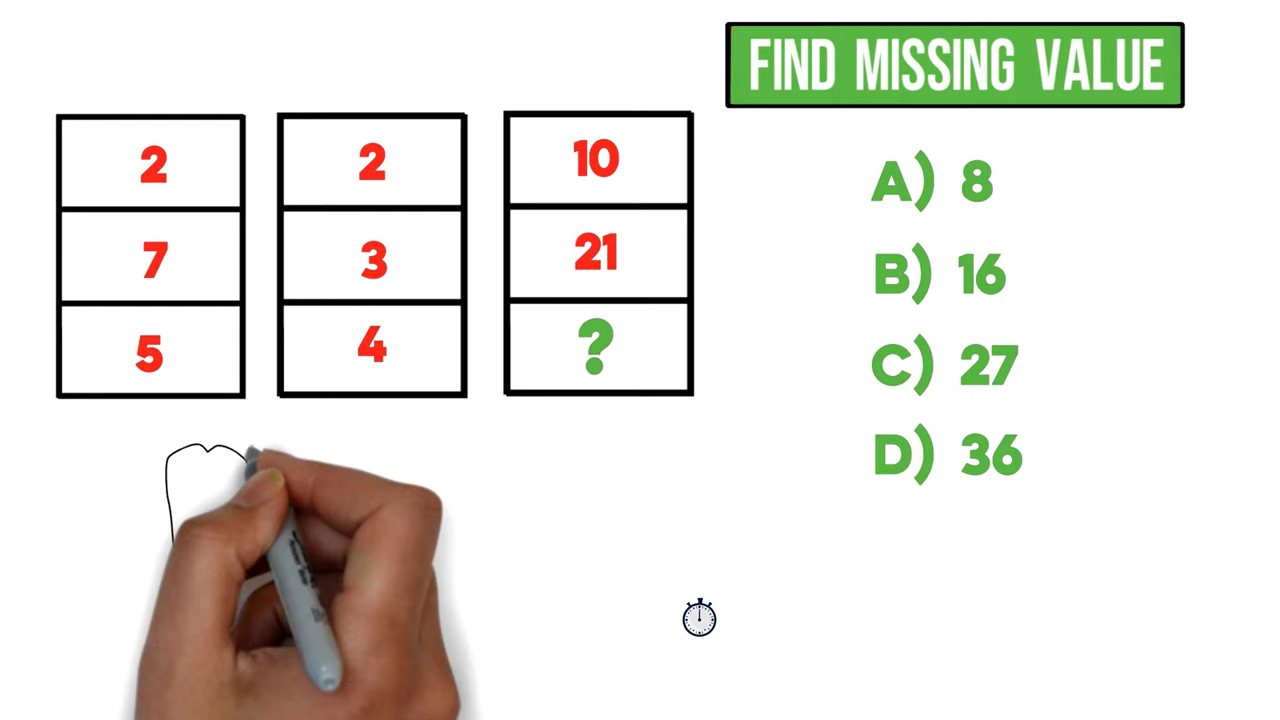 FIND MISSING VALUE
2 2 10
7 3 21
5 4 ?
A) 8
B) 16
C) 27
D) 36